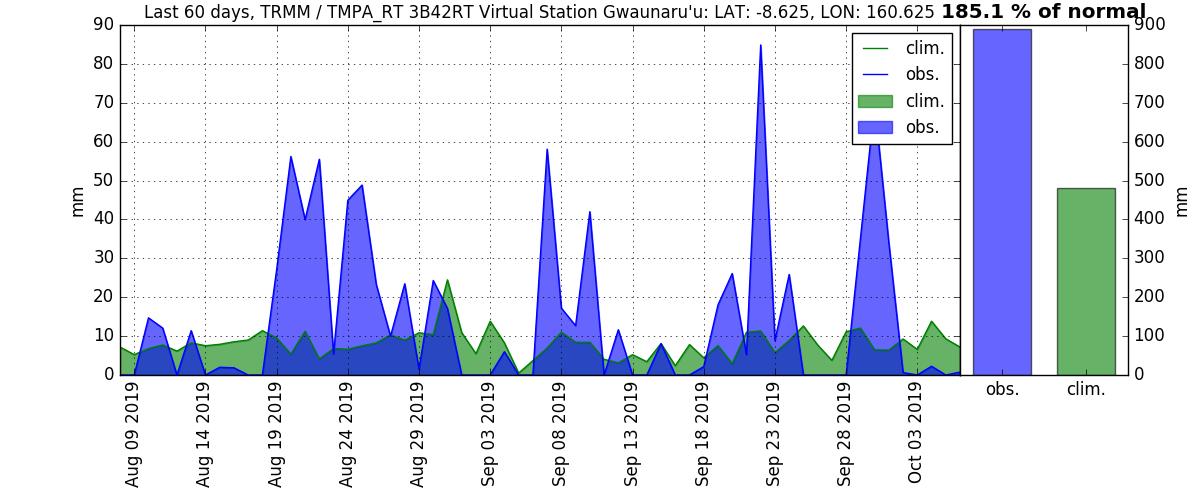 Last 60 days, TRMM / TMPA_RT 3B42RT Virtual Station Gwaunaru'u: LAT: -8.625, LON: 160.625 185.1 % of normal
90
80
70
60
50
40
30
20
10
0
mm
clim.
obs.
clim.
obs.
900
800
700
600
500
400
300
200
100
0
mm
Aug 09 2019
Aug 14 2019
Aug 19 2019
Aug 24 2019
Aug 29 2019
Sep 03 2019
Sep 08 2019
Sep 13 2019
Sep 18 2019
Sep 23 2019
Sep 28 2019
Oct 03 2019
obs.
clim.